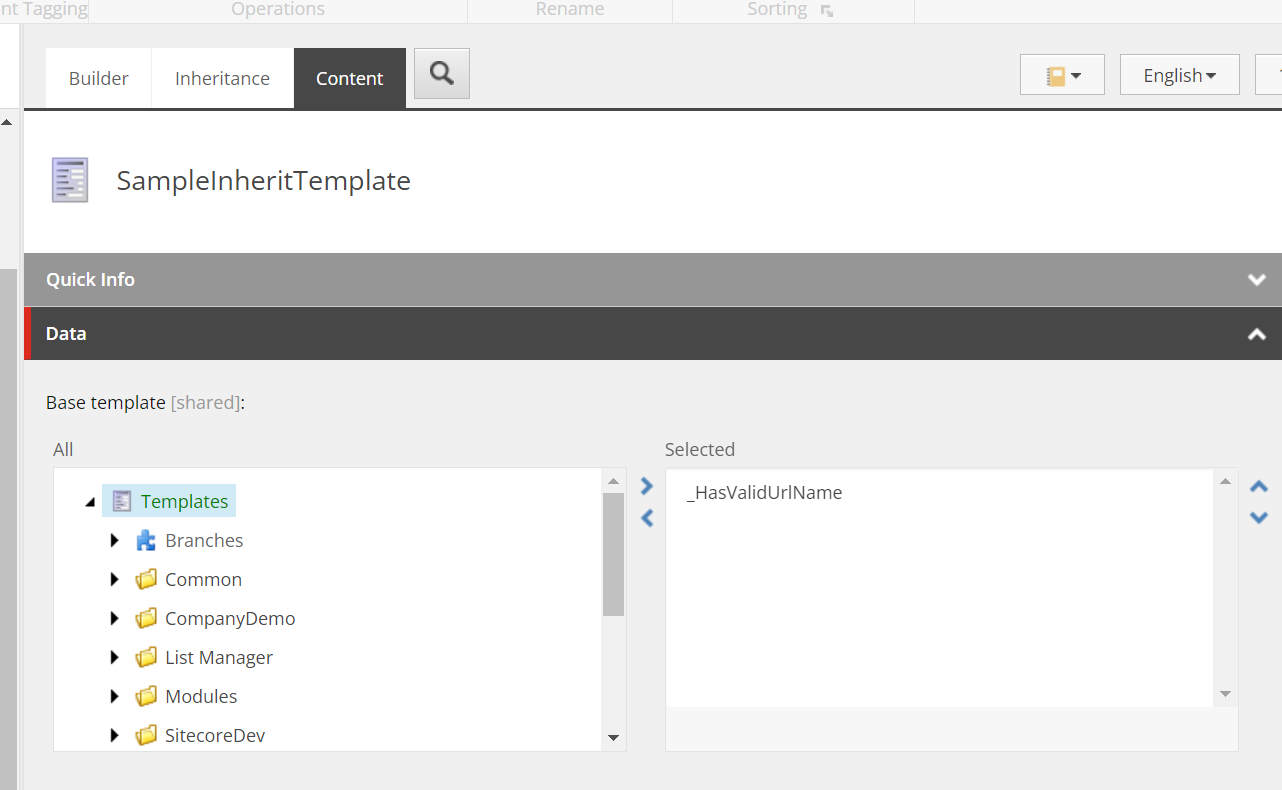 nt Tagging Operations Rename Sorting
Builder Inheritance Content English
SampleInheritTemplate
Quick Info
Data
Base template [shared]:
All Selected
Templates _HasValidUrlName
Branches
Common
CompanyDemo
List Manager
Modules
SitecoreDev